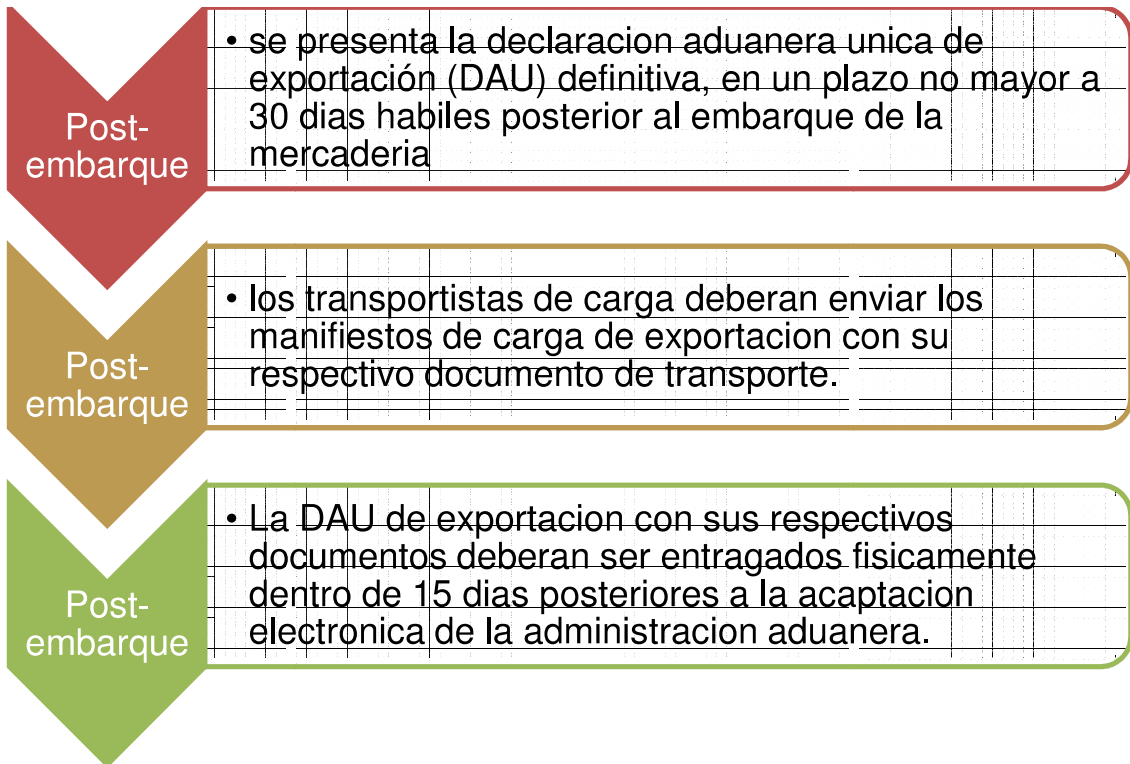 Post-
embarque
• se presenta la declaracion aduanera unica de
exportación (DAU) definitiva, en un plazo no mayor a
30 dias habiles posterior al embarque de la
mercaderia
Post-
embarque
• los transportistas de carga deberan enviar los
manifiestos de carga de exportacion con su
respectivo documento de transporte.
Post-
embarque
• La DAU de exportacion con sus respectivos
documentos deberan ser entragados fisicamente
dentro de 15 dias posteriores a la acaptacion
electronica de la administracion aduanera.